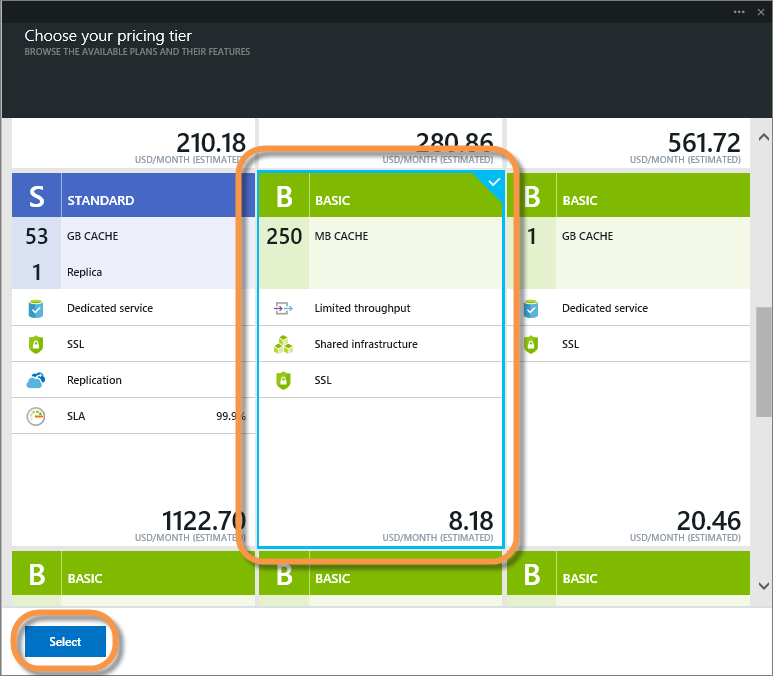 Choose your pricing tier
BROWSE THE AVAILABLE PLANS AND THEIR FEATURES
210.18
USD/MONTH (ESTIMATED)
280.86
USD/MONTH (ESTIMATED)
561.72
USD/MONTH (ESTIMATED)
S STANDARD
53 GB CACHE
1 Replica
Dedicated service
SSL
Replication
SLA 99.9%
1122.70
USD/MONTH (ESTIMATED)
B BASIC
250 MB CACHE
Limited throughput
Shared infrastructure
SSL
8.18
USD/MONTH (ESTIMATED)
B BASIC
1 GB CACHE
Dedicated service
SSL
20.46
USD/MONTH (ESTIMATED)
B BASIC
B BASIC
B BASIC
Select